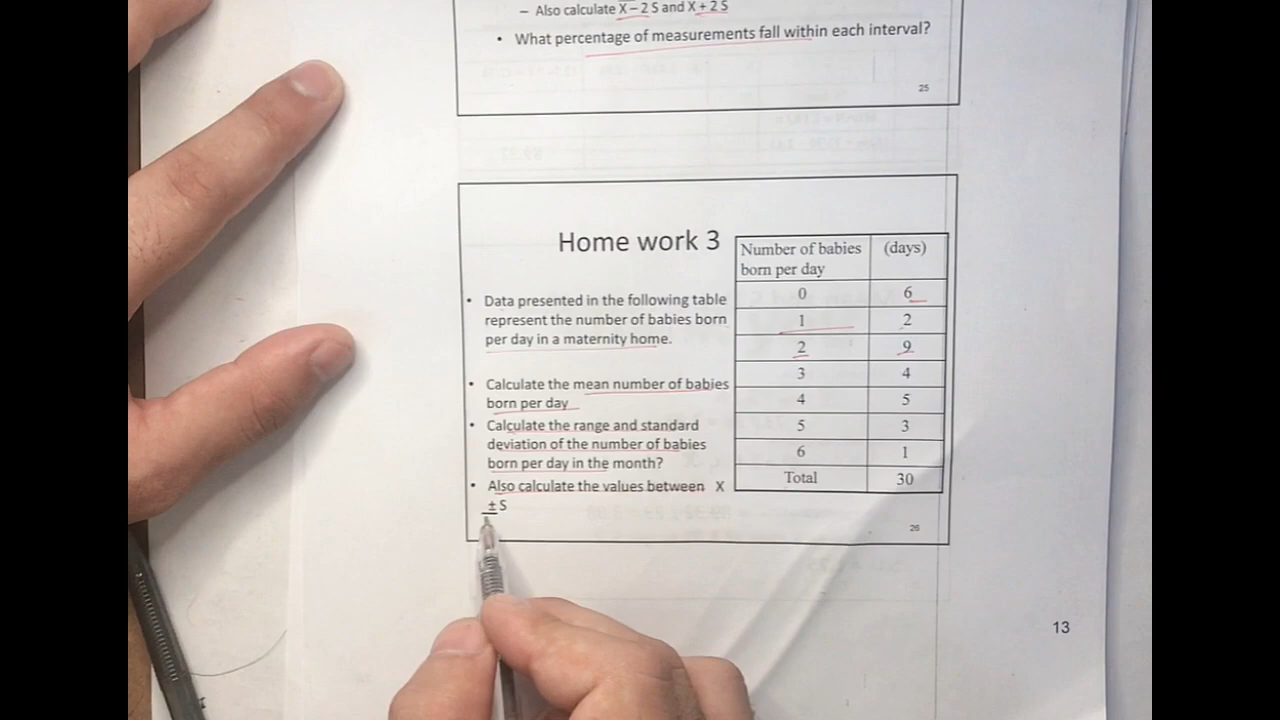 – Also calculate X – 2 S and X + 2 S
• What percentage of measurements fall within each interval?
25
Home work 3
• Data presented in the following table
represent the number of babies born
per day in a maternity home.
• Calculate the mean number of babies
born per day
• Calculate the range and standard
deviation of the number of babies
born per day in the month?
• Also calculate the values between X
± S
Number of babies (days)
born per day
0 6
1 2
2 9
3 4
4 5
5 3
6 1
Total 30
26
13